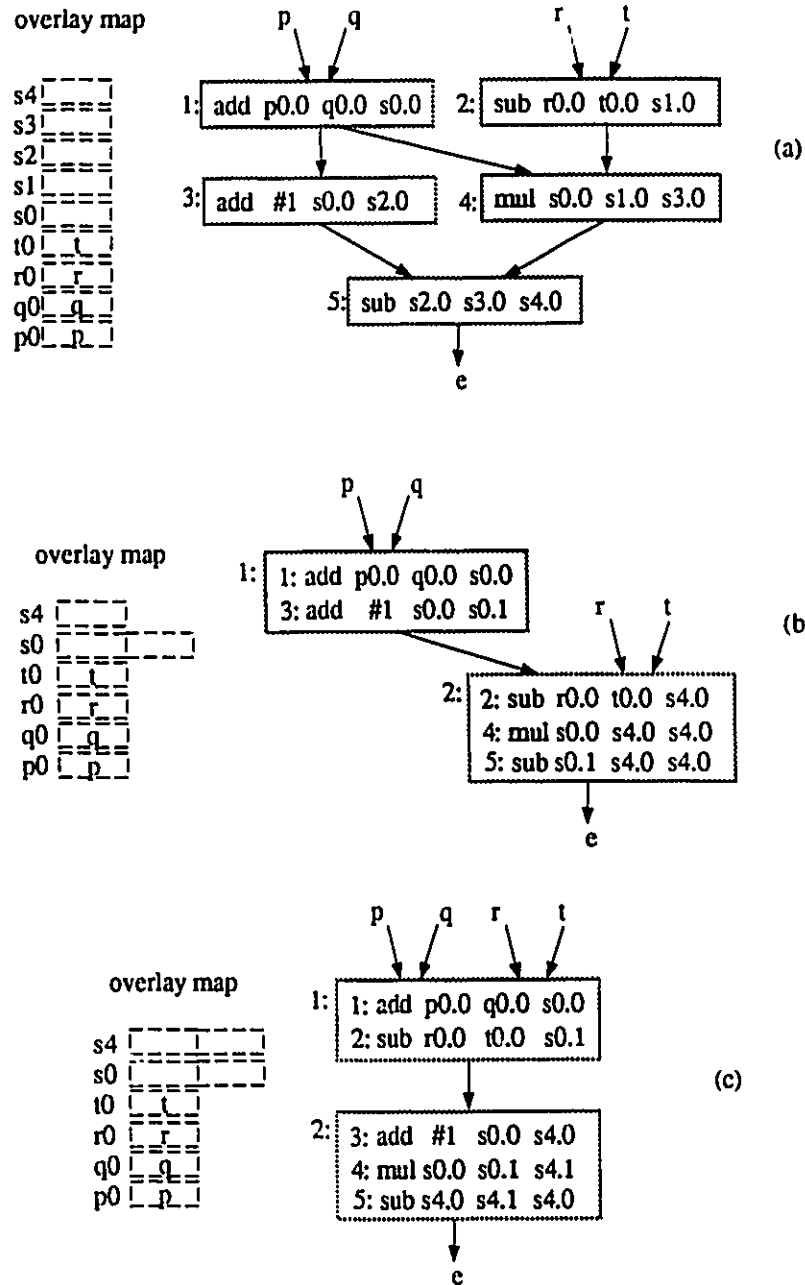 overlay map
p q r t
s4
s3
s2
s1
s0
t0 t
r0 r
q0 q
p0 p
1: add p0.0 q0.0 s0.0
2: sub r0.0 t0.0 s1.0
(a)
3: add #1 s0.0 s2.0
4: mul s0.0 s1.0 s3.0
5: sub s2.0 s3.0 s4.0
e
p q
overlay map
s4
s0
t0 t
r0 r
q0 q
p0 p
1: 1: add p0.0 q0.0 s0.0
3: add #1 s0.0 s0.1
r t
(b
2: 2: sub r0.0 t0.0 s4.0
4: mul s0.0 s4.0 s4.0
5: sub s0.1 s4.0 s4.0
e
p q r t
overlay map
s4
s0
t0 t
r0 r
q0 q
p0 p
1: 1: add p0.0 q0.0 s0.0
2: sub r0.0 t0.0 s0.1
(c)
2: 3: add #1 s0.0 s4.0
4: mul s0.0 s0.1 s4.1
5: sub s4.0 s4.1 s4.0
e